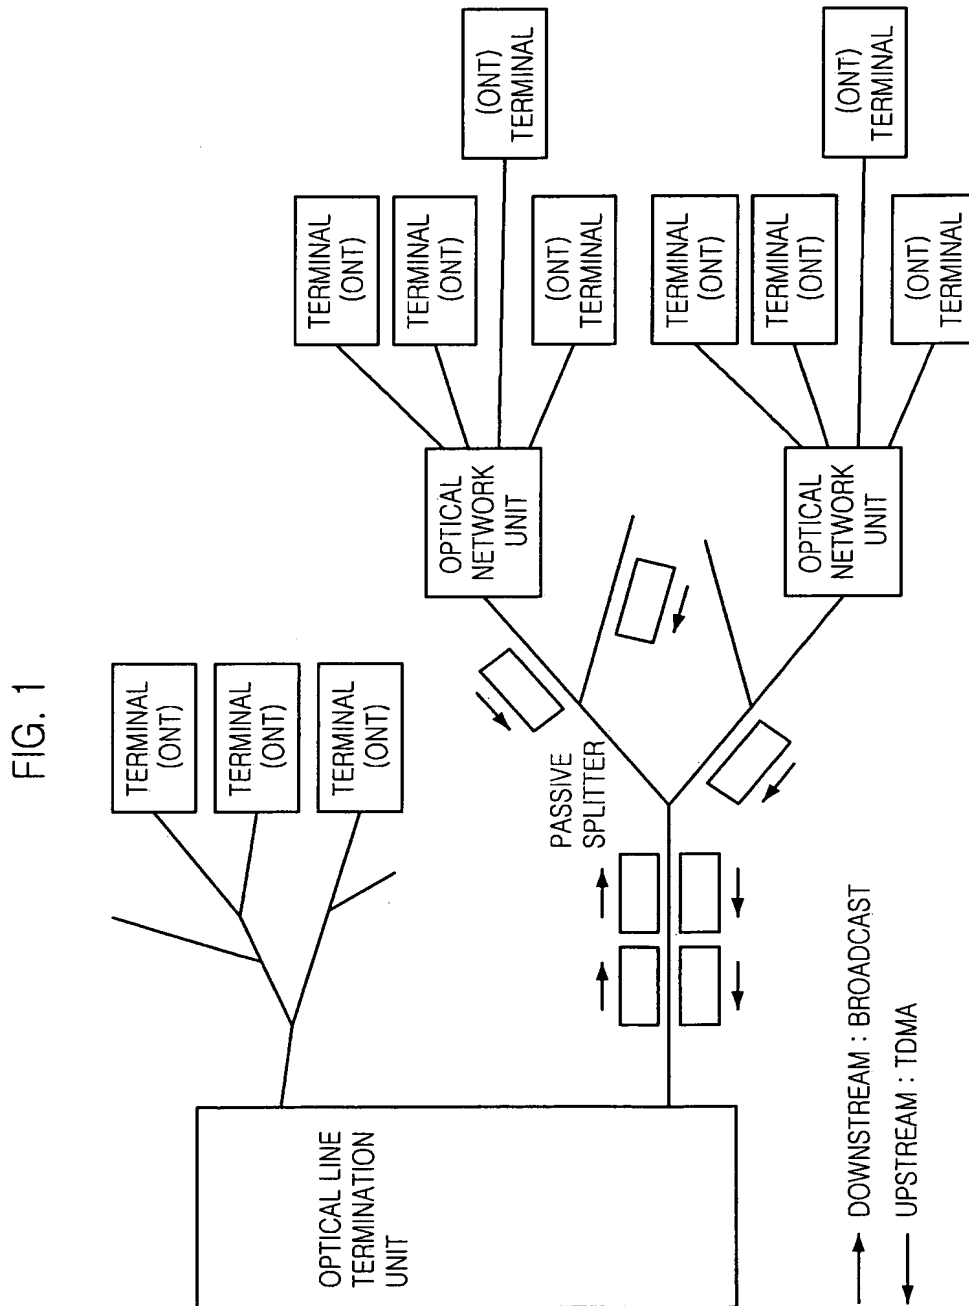 FIG. 1
TERMINAL
(ONT)
TERMINAL
(ONT)
TERMINAL
(ONT)
OPTICAL LINE
TERMINATION
UNIT
PASSIVE
SPLITTER
OPTICAL
NETWORK
UNIT
TERMINAL
(ONT)
TERMINAL
(ONT)
(ONT)
TERMINAL
(ONT)
TERMINAL
OPTICAL
NETWORK
UNIT
TERMINAL
(ONT)
TERMINAL
(ONT)
(ONT)
TERMINAL
(ONT)
TERMINAL
DOWNSTREAM : BROADCAST
UPSTREAM : TDMA